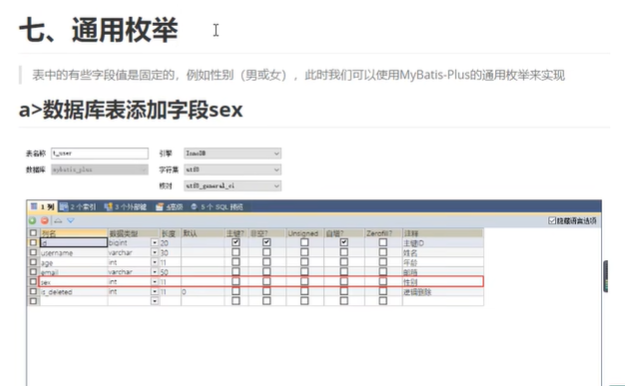 七、通用枚举
表中的有些字段值是固定的，例如性别（男或女），此时我们可以使用MyBatis-Plus的通用枚举来实现
a>数据库表添加字段sex
表名称 t_user 引擎 InnoDB
数据库 mybatis_plus 字符集 utf8
核对 utf8_general_ci
1 列 2 个索引 3 个外部键 4 高级 5 个 SQL 预览
隐藏语言选项
列名 数据类型 长度 默认 主键? 非空? Unsigned 自增? Zerofill? 注释
id bigint 20 主键ID
username varchar 30 姓名
age int 11 年龄
email varchar 50 邮箱
sex int 11 性别
is_deleted int 11 0 逻辑删除